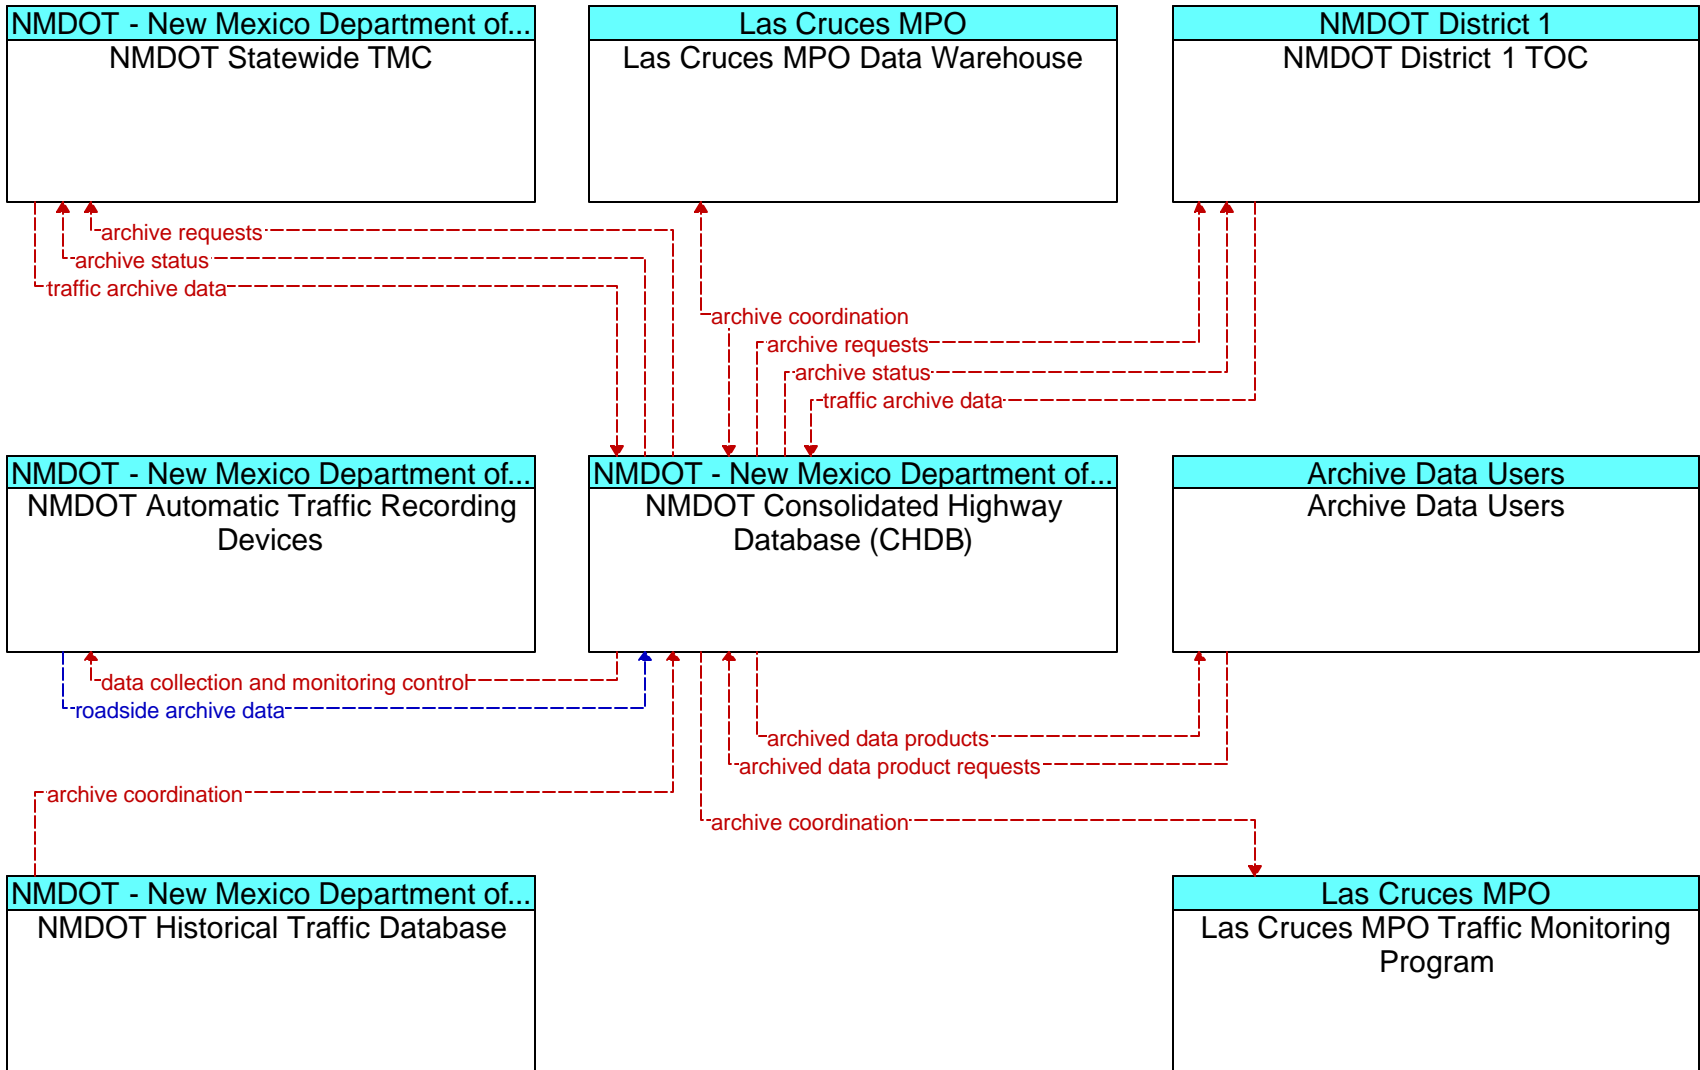 NMDOT - New Mexico Department of...
NMDOT Statewide TMC
Las Cruces MPO
Las Cruces MPO Data Warehouse
NMDOT District 1
NMDOT District 1 TOC
archive requests
archive status
traffic archive data
archive coordination
archive requests
archive status
traffic archive data
NMDOT - New Mexico Department of...
NMDOT Automatic Traffic Recording
Devices
NMDOT - New Mexico Department of...
NMDOT Consolidated Highway
Database (CHDB)
Archive Data Users
Archive Data Users
data collection and monitoring control
roadside archive data
archived data products
archived data product requests
archive coordination
archive coordination
NMDOT - New Mexico Department of...
NMDOT Historical Traffic Database
Las Cruces MPO
Las Cruces MPO Traffic Monitoring
Program